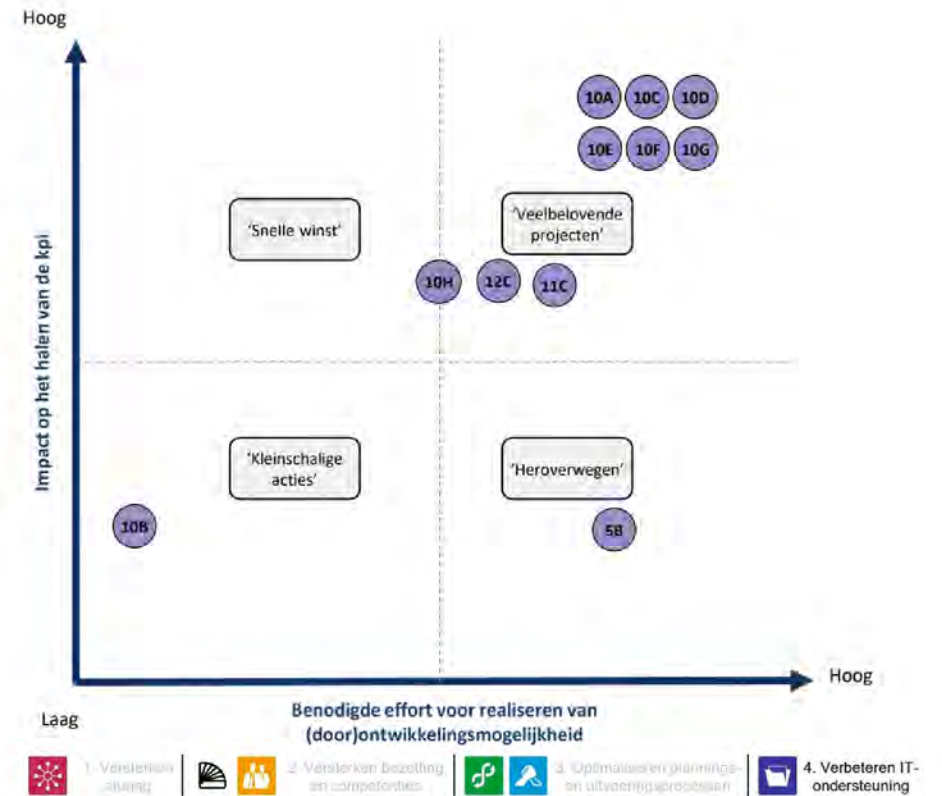 Hoog
10A 10C 10D
10E 10F 10G
'Snelle winst'
'Veelbelovende
projecten'
10H 12C 11C
Impact op het halen van de kpi
'Kleinschalige
acties'
'Heroverwegen'
10B
5B
Hoog
Laag
Benodigde effort voor realiseren van
(door)ontwikkelingsmogelijkheid
1. Versterken
sturing
2. Versterken bezetting
en competenties
3. Optimaliseren plannings-
en uitvoeringsprocessen
4. Verbeteren IT-
ondersteuning